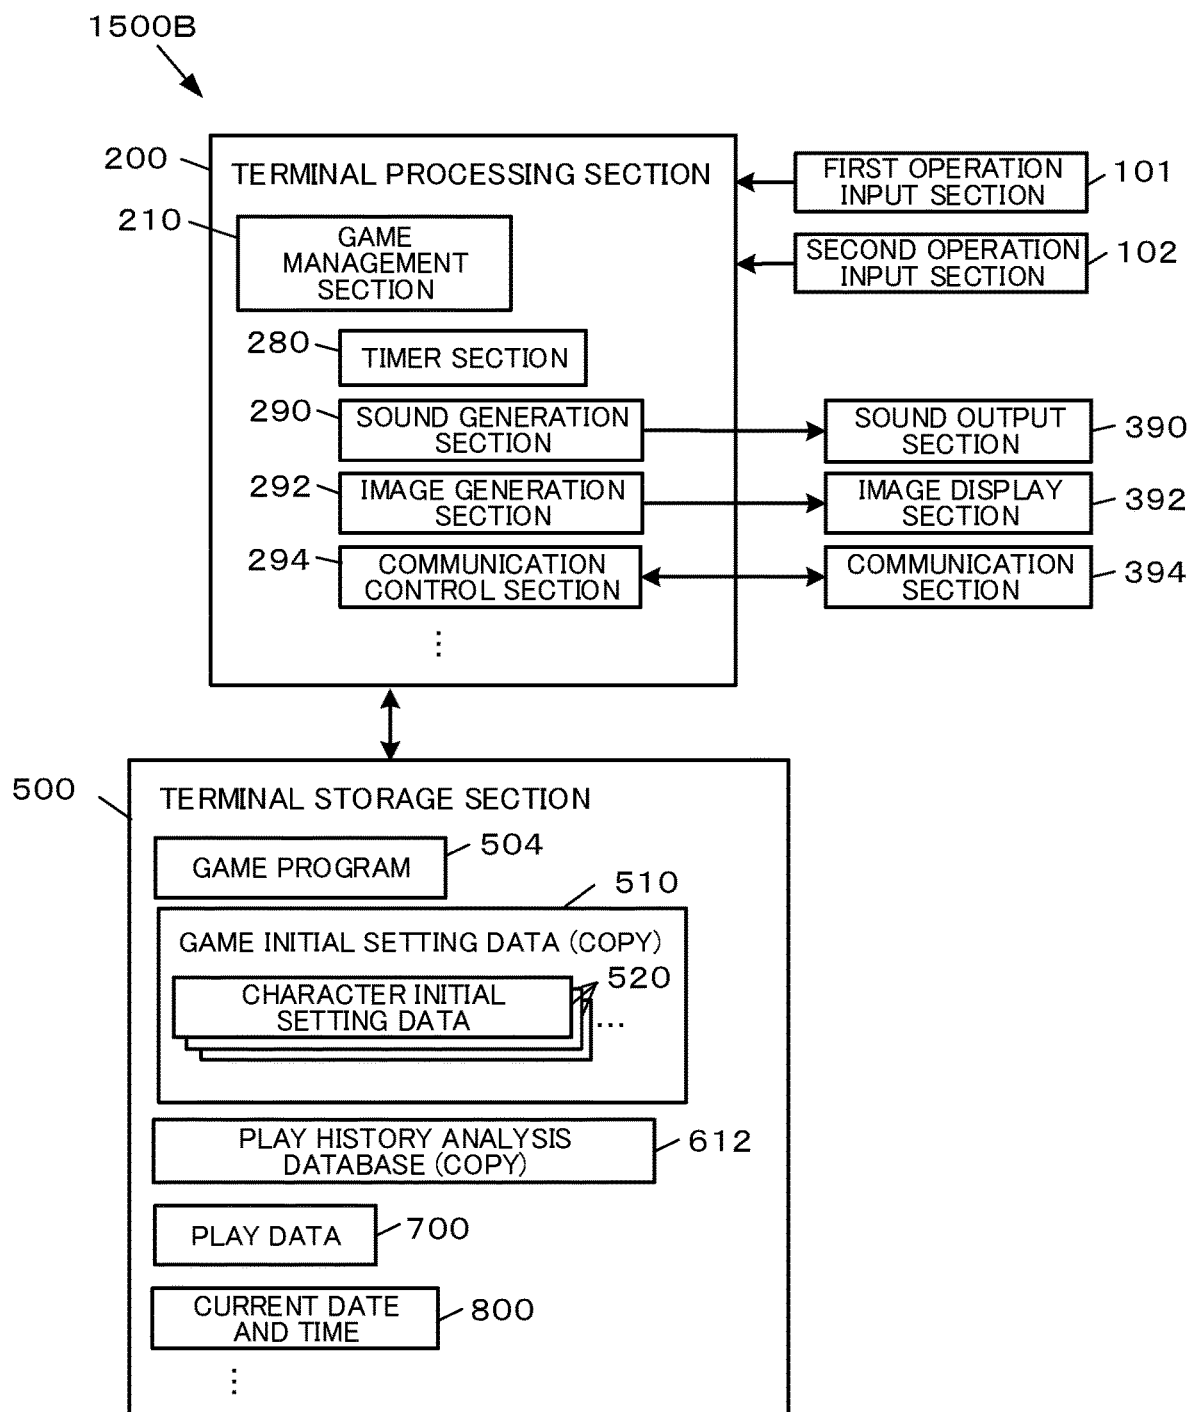 1500B
200
TERMINAL PROCESSING SECTION
FIRST OPERATION
INPUT SECTION
101
210
GAME
MANAGEMENT
SECTION
SECOND OPERATION
INPUT SECTION
102
280
TIMER SECTION
290
SOUND GENERATION
SECTION
SOUND OUTPUT
SECTION
390
292
IMAGE GENERATION
SECTION
IMAGE DISPLAY
SECTION
392
294
COMMUNICATION
CONTROL SECTION
COMMUNICATION
SECTION
394
⋮
500
TERMINAL STORAGE SECTION
GAME PROGRAM
504
510
GAME INITIAL SETTING DATA (COPY)
CHARACTER INITIAL
SETTING DATA
520
...
PLAY HISTORY ANALYSIS
DATABASE (COPY)
612
PLAY DATA
700
CURRENT DATE
AND TIME
800
⋮